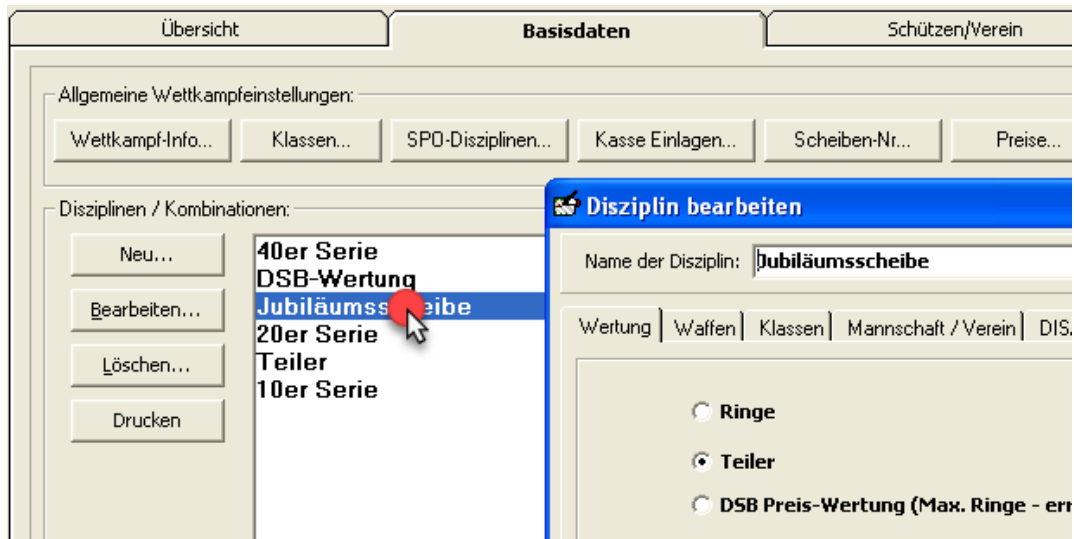 Übersicht Basisdaten Schützen/Verein
Allgemeine Wettkampfeinstellungen:
Wettkampf-Info... Klassen... SPO-Disziplinen... Kasse Einlagen... Scheiben-Nr... Preise...
Disziplinen / Kombinationen:
Neu...
Bearbeiten...
Löschen...
Drucken
40er Serie
DSB-Wertung
20er Serie
Teiler
10er Serie
Disziplin bearbeiten
Name der Disziplin: Jubiläumsscheibe
Wertung Waffen Klassen Mannschaft / Verein DIS.
Ringe
Teiler
DSB Preis-Wertung (Max. Ringe - err